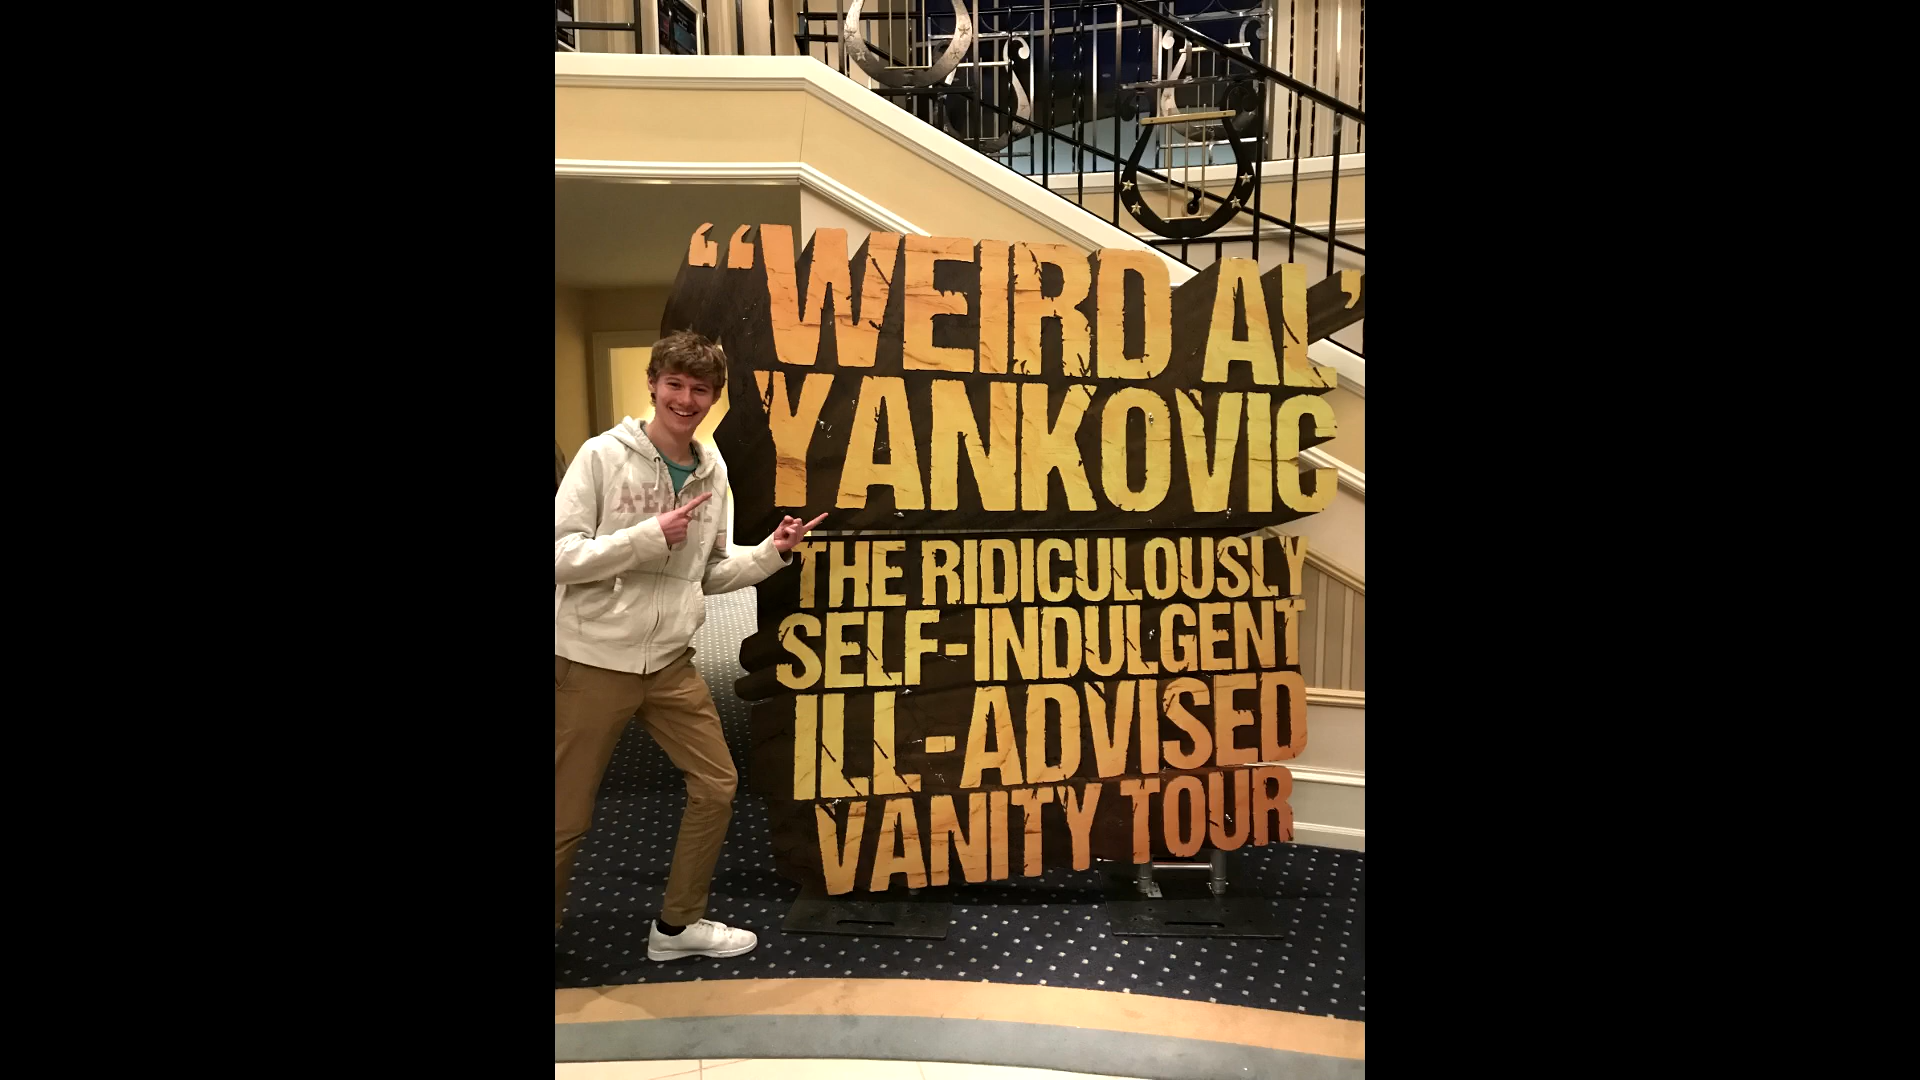 “WEIRD AL’
YANKOVIC
THE RIDICULOUSLY
SELF-INDULGENT
ILL-ADVISED
VANITY TOUR